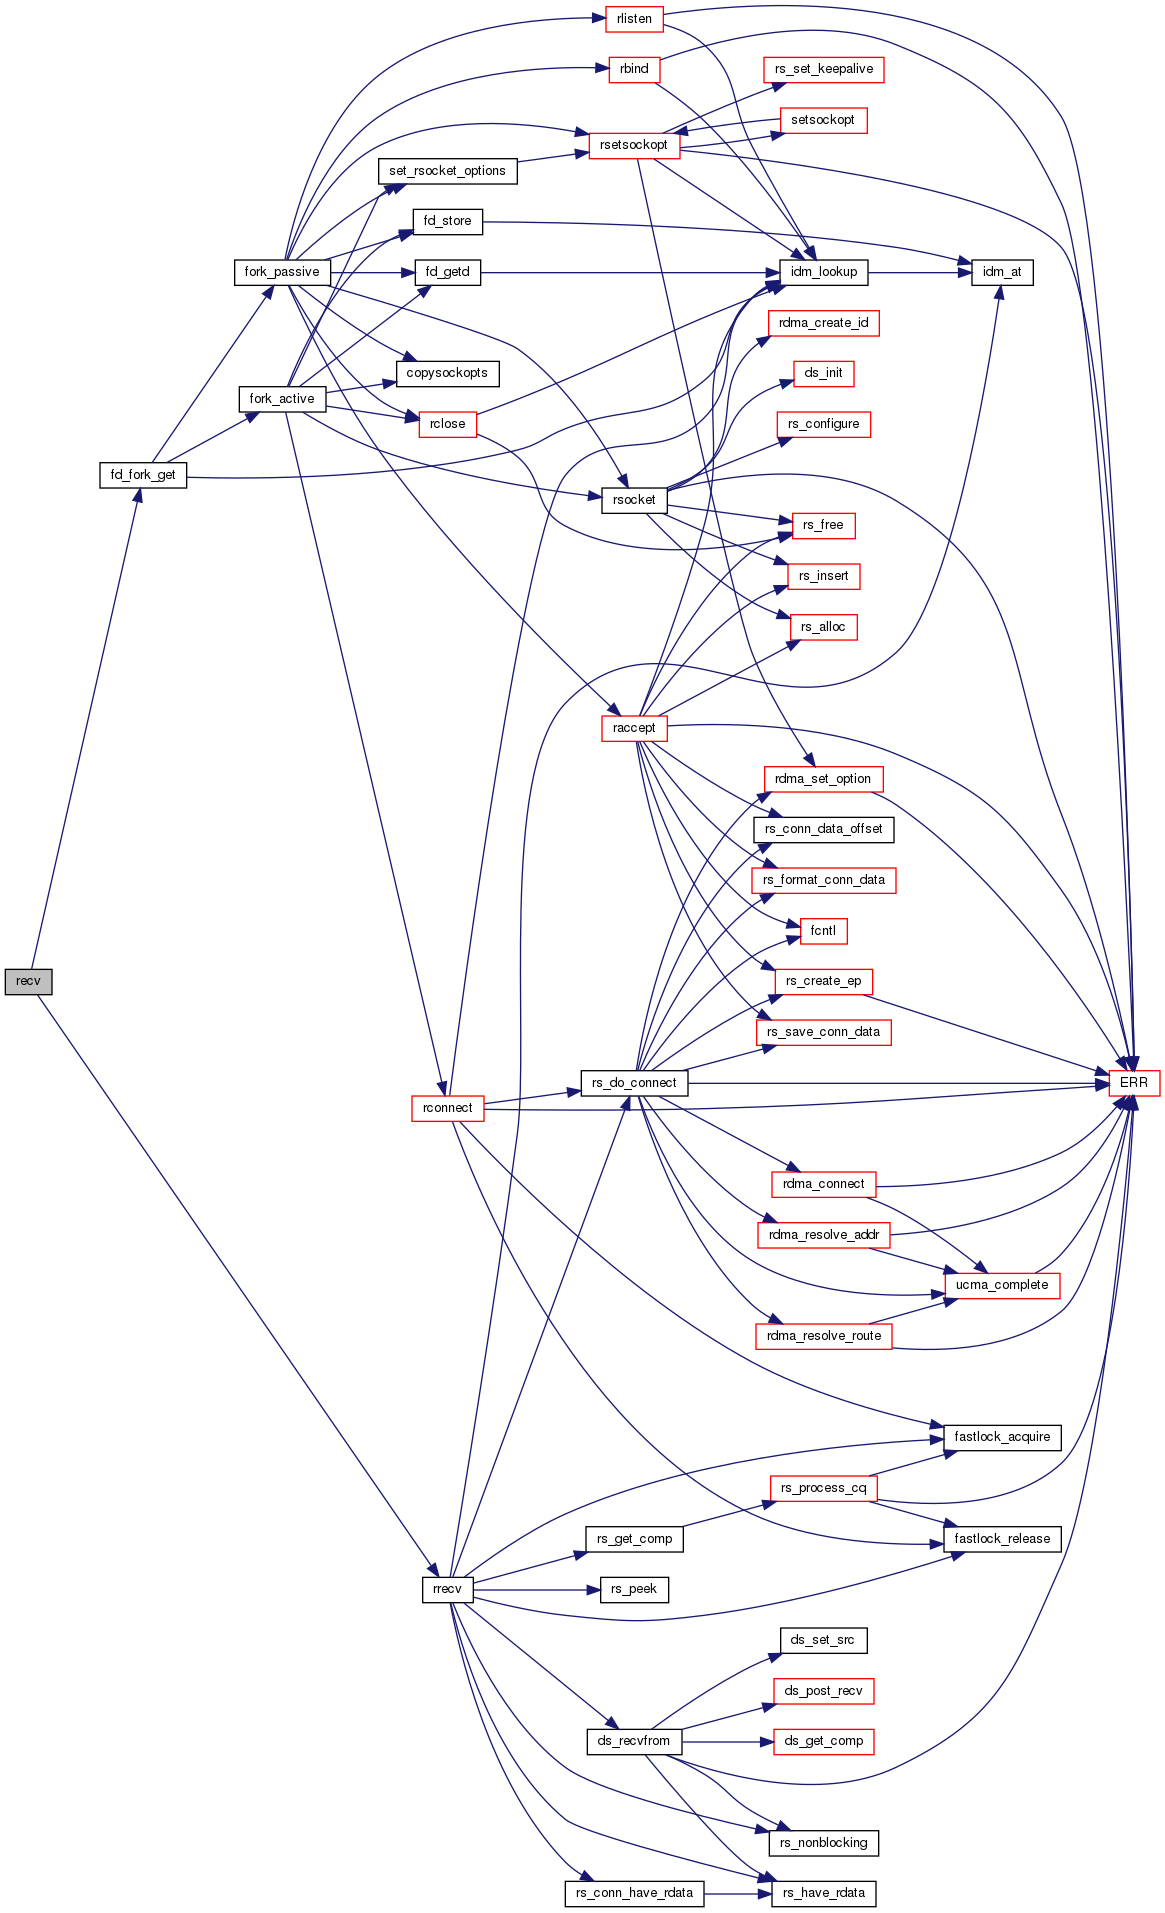 rlisten
rbind
rs_set_keepalive
setsockopt
rsetsockopt
set_rsocket_options
fd_store
fork_passive
fd_getd
idm_lookup
idm_at
rdma_create_id
copysockopts
ds_init
fork_active
rclose
rs_configure
fd_fork_get
rsocket
rs_free
rs_insert
rs_alloc
raccept
rdma_set_option
rs_conn_data_offset
rs_format_conn_data
fcntl
recv
rs_create_ep
rs_save_conn_data
rs_do_connect
ERR
rconnect
rdma_connect
rdma_resolve_addr
ucma_complete
rdma_resolve_route
fastlock_acquire
rs_process_cq
rs_get_comp
fastlock_release
rrecv
rs_peek
ds_set_src
ds_post_recv
ds_recvfrom
ds_get_comp
rs_nonblocking
rs_conn_have_rdata
rs_have_rdata